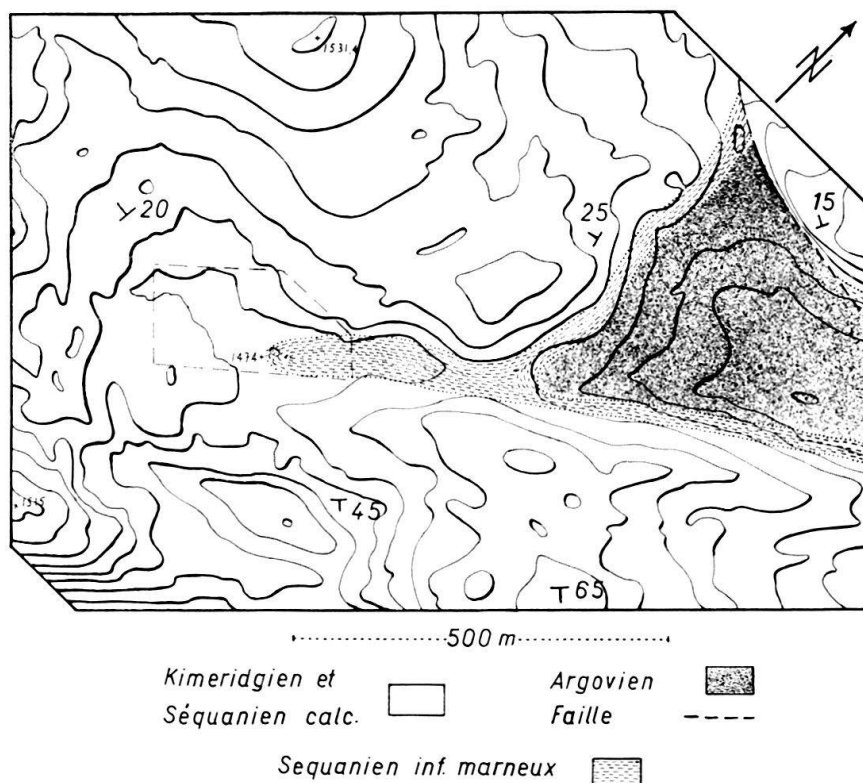 1531
N
20
25
15
1474
1515
45
65
500 m
Kimeridgien et
Séquanien calc.
Argovien
Faille
Sequanien inf. marneux